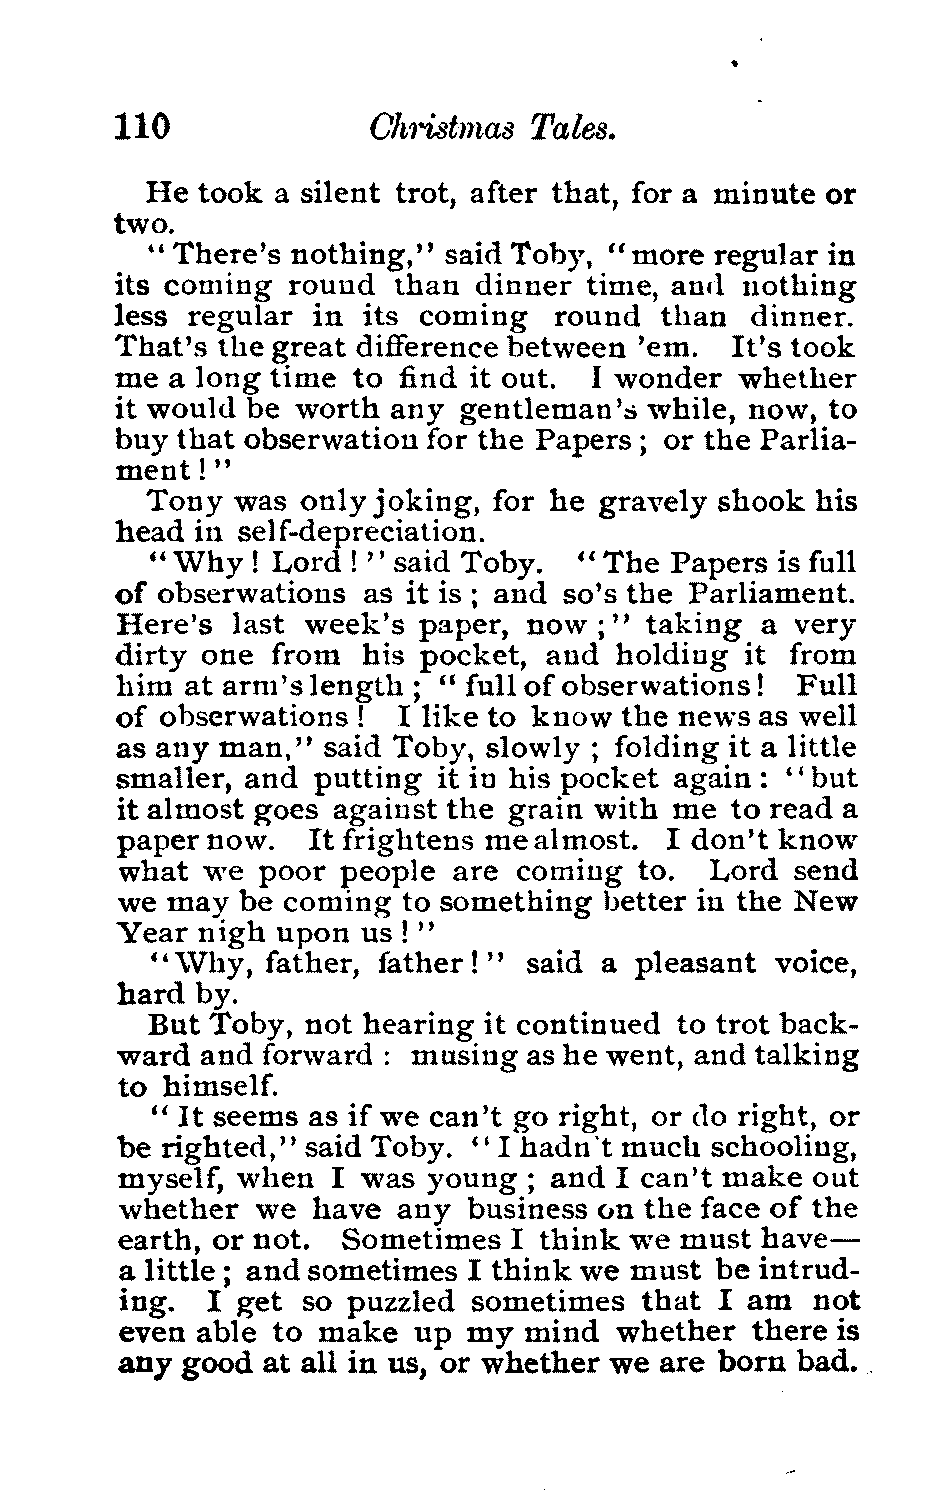 110 Christmas Tales.
He took a silent trot, after that, for a minute or
two.
"There's nothing," said Toby, "more regular in
its coming round than dinner time, and nothing
less regular in its coming round than dinner.
That's the great difference between 'em. It's took
me a long time to find it out. I wonder whether
it would be worth any gentleman's while, now, to
buy that obserwation for the Papers; or the Parlia-
ment!"
Tony was only joking, for he gravely shook his
head in self-depreciation.
"Why! Lord!" said Toby. "The Papers is full
of obserwations as it is; and so's the Parliament.
Here's last week's paper, now;" taking a very
dirty one from his pocket, and holding it from
him at arm's length; "full of obserwations! Full
of obserwations! I like to know the news as well
as any man," said Toby, slowly; folding it a little
smaller, and putting it in his pocket again: "but
it almost goes against the grain with me to read a
paper now. It frightens me almost. I don't know
what we poor people are coming to. Lord send
we may be coming to something better in the New
Year nigh upon us!"
"Why, father, father!" said a pleasant voice,
hard by.
But Toby, not hearing it continued to trot back-
ward and forward: musing as he went, and talking
to himself.
"It seems as if we can't go right, or do right, or
be righted," said Toby. "I hadn't much schooling,
myself, when I was young; and I can't make out
whether we have any business on the face of the
earth, or not. Sometimes I think we must have—
a little; and sometimes I think we must be intrud-
ing. I get so puzzled sometimes that I am not
even able to make up my mind whether there is
any good at all in us, or whether we are born bad.